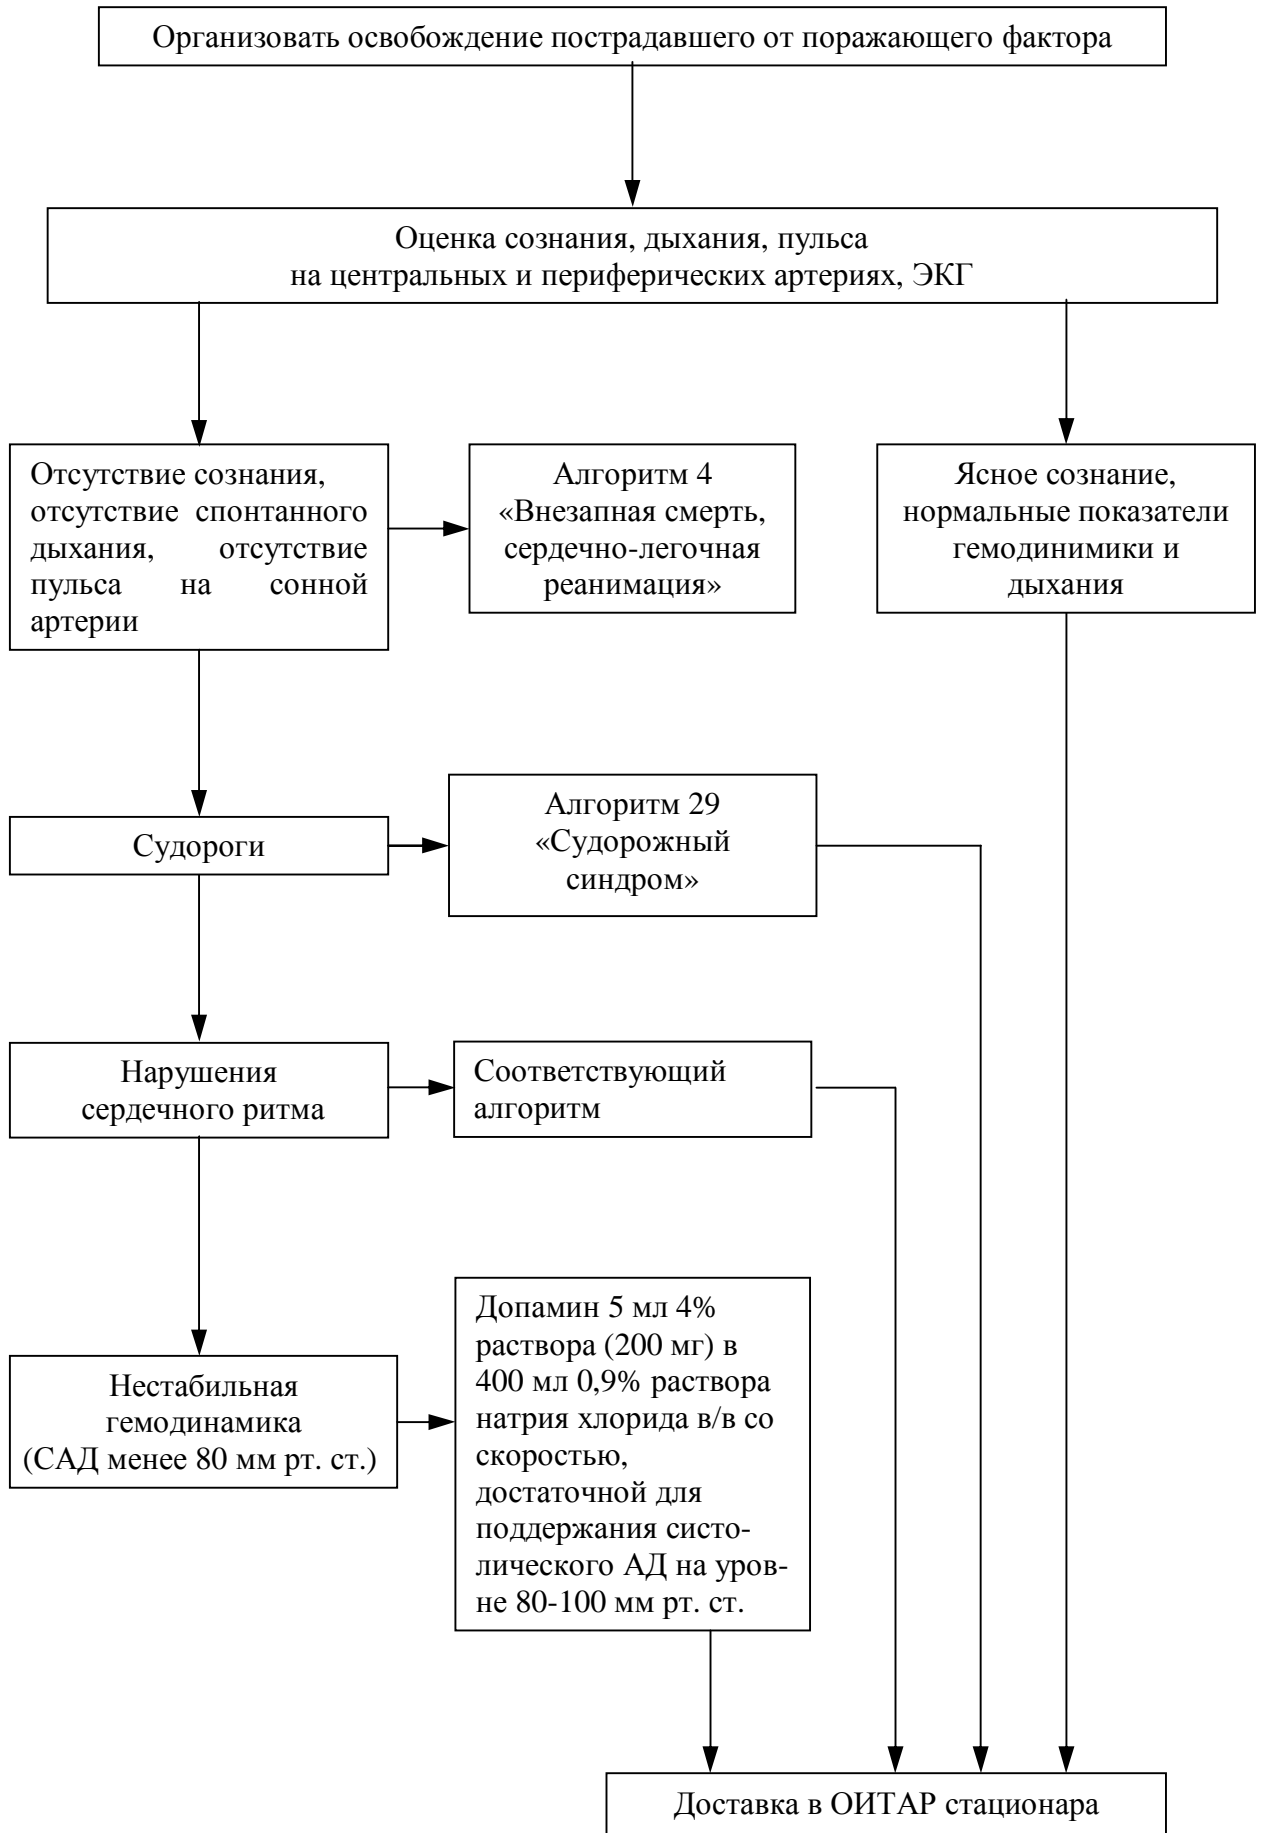 Организовать освобождение пострадавшего от поражающего фактора
Оценка сознания, дыхания, пульса
на центральных и периферических артериях, ЭКГ
Отсутствие сознания,
отсутствие спонтанного
дыхания, отсутствие
пульса на сонной
артерии
Алгоритм 4
«Внезапная смерть,
сердечно-легочная
реанимация»
Ясное сознание,
нормальные показатели
гемодинимики и
дыхания
Судороги
Алгоритм 29
«Судорожный
синдром»
Нарушения
сердечного ритма
Соответствующий
алгоритм
Нестабильная
гемодинамика
(САД менее 80 мм рт. ст.)
Допамин 5 мл 4%
раствора (200 мг) в
400 мл 0,9% раствора
натрия хлорида в/в со
скоростью,
достаточной для
поддержания систо-
лического АД на уров-
не 80-100 мм рт. ст.
Доставка в ОИТАР стационара